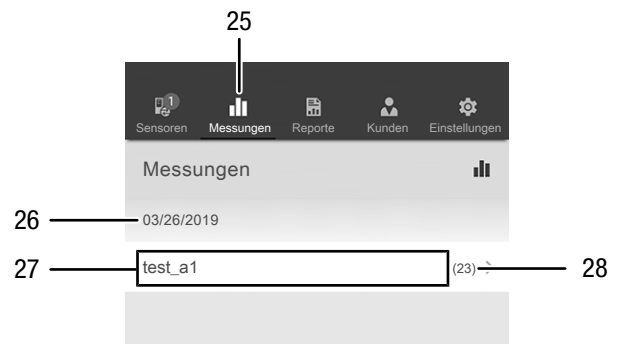 25
1
Sensoren Messungen Reporte Kunden Einstellungen
Messungen
26 03/26/2019
27 test_a1 (23) 28